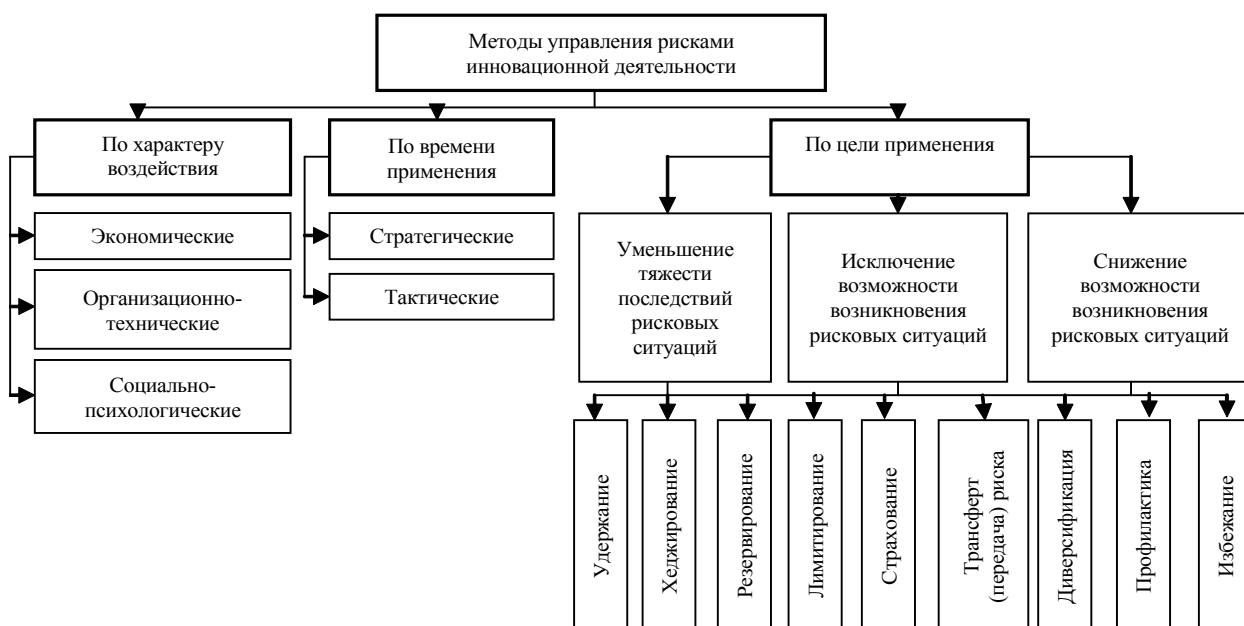 Методы управления рисками
инновационной деятельности
По характеру
воздействия
По времени
применения
По цели применения
Экономические
Организационно-
технические
Социально-
психологические
Стратегические
Тактические
Уменьшение
тяжести
последствий
рисковых
ситуаций
Исключение
возможности
возникновения
рисковых ситуаций
Снижение
возможности
возникновения
рисковых ситуаций
Удержание
Хеджирование
Резервирование
Лимитирование
Страхование
Трансферт
(передача) риска
Диверсификация
Профилактика
Избежание